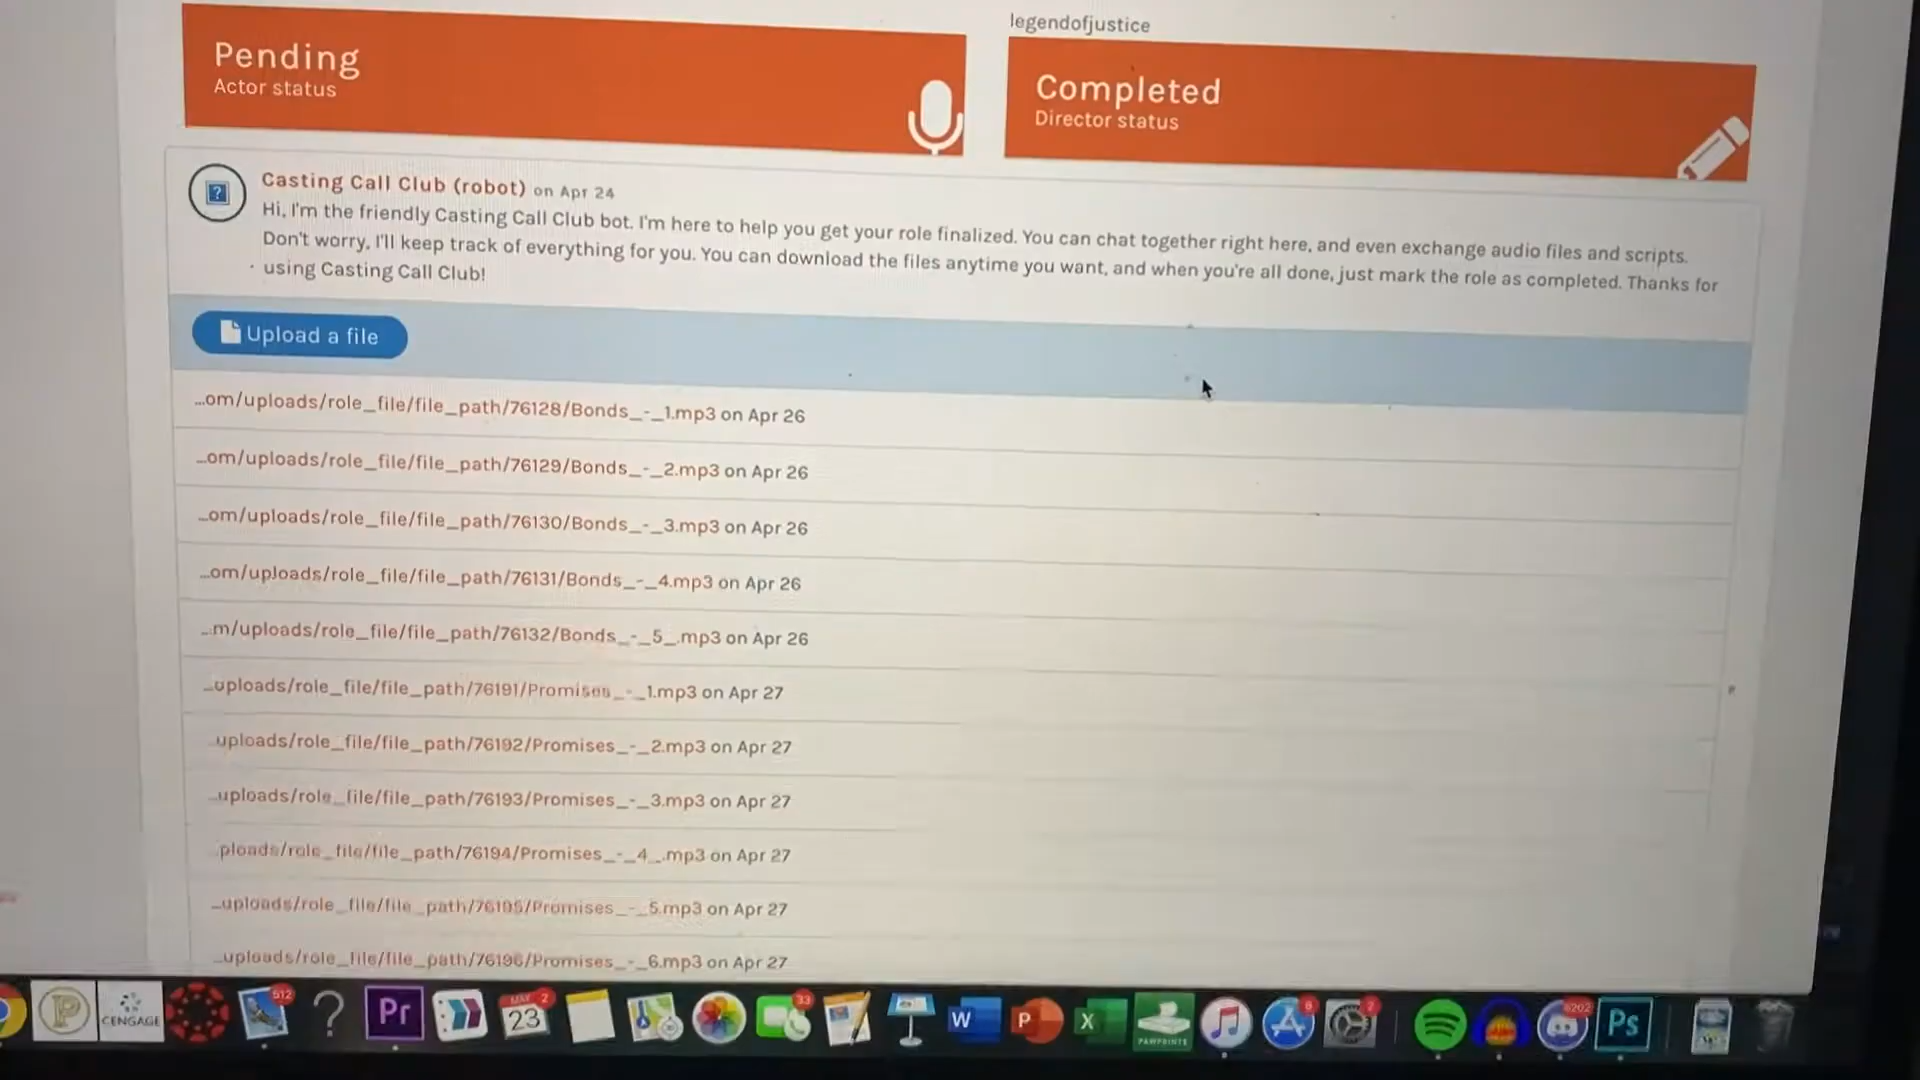 legendofjustice
Pending
Actor status
Completed
Director status
Casting Call Club (robot) on Apr 24
Hi, I'm the friendly Casting Call Club bot. I'm here to help you get your role finalized. You can chat together right here, and even exchange audio files and scripts.
Don't worry, I'll keep track of everything for you. You can download the files anytime you want, and when you're all done, just mark the role as completed. Thanks for
using Casting Call Club!
Upload a file
...om/uploads/role_file/file_path/76128/Bonds_-_1.mp3 on Apr 26
...om/uploads/role_file/file_path/76129/Bonds_-_2.mp3 on Apr 26
...om/uploads/role_file/file_path/76130/Bonds_-_3.mp3 on Apr 26
...om/uploads/role_file/file_path/76131/Bonds_-_4.mp3 on Apr 26
...m/uploads/role_file/file_path/76132/Bonds_-_5_.mp3 on Apr 26
...uploads/role_file/file_path/76191/Promises_-_1.mp3 on Apr 27
uploads/role_file/file_path/76192/Promises_-_2.mp3 on Apr 27
...uploads/role_file/file_path/76193/Promises_-_3.mp3 on Apr 27
ploads/role_file/file_path/76194/Promises_-_4_.mp3 on Apr 27
...uploads/role_file/file_path/76195/Promises_-_5.mp3 on Apr 27
...uploads/role_file/file_path/76196/Promises_-_6.mp3 on Apr 27
P
CENGAGE
512
?
Pr
MAY 2
23
33
W
P
X
PAWPRINTS
6202
Ps